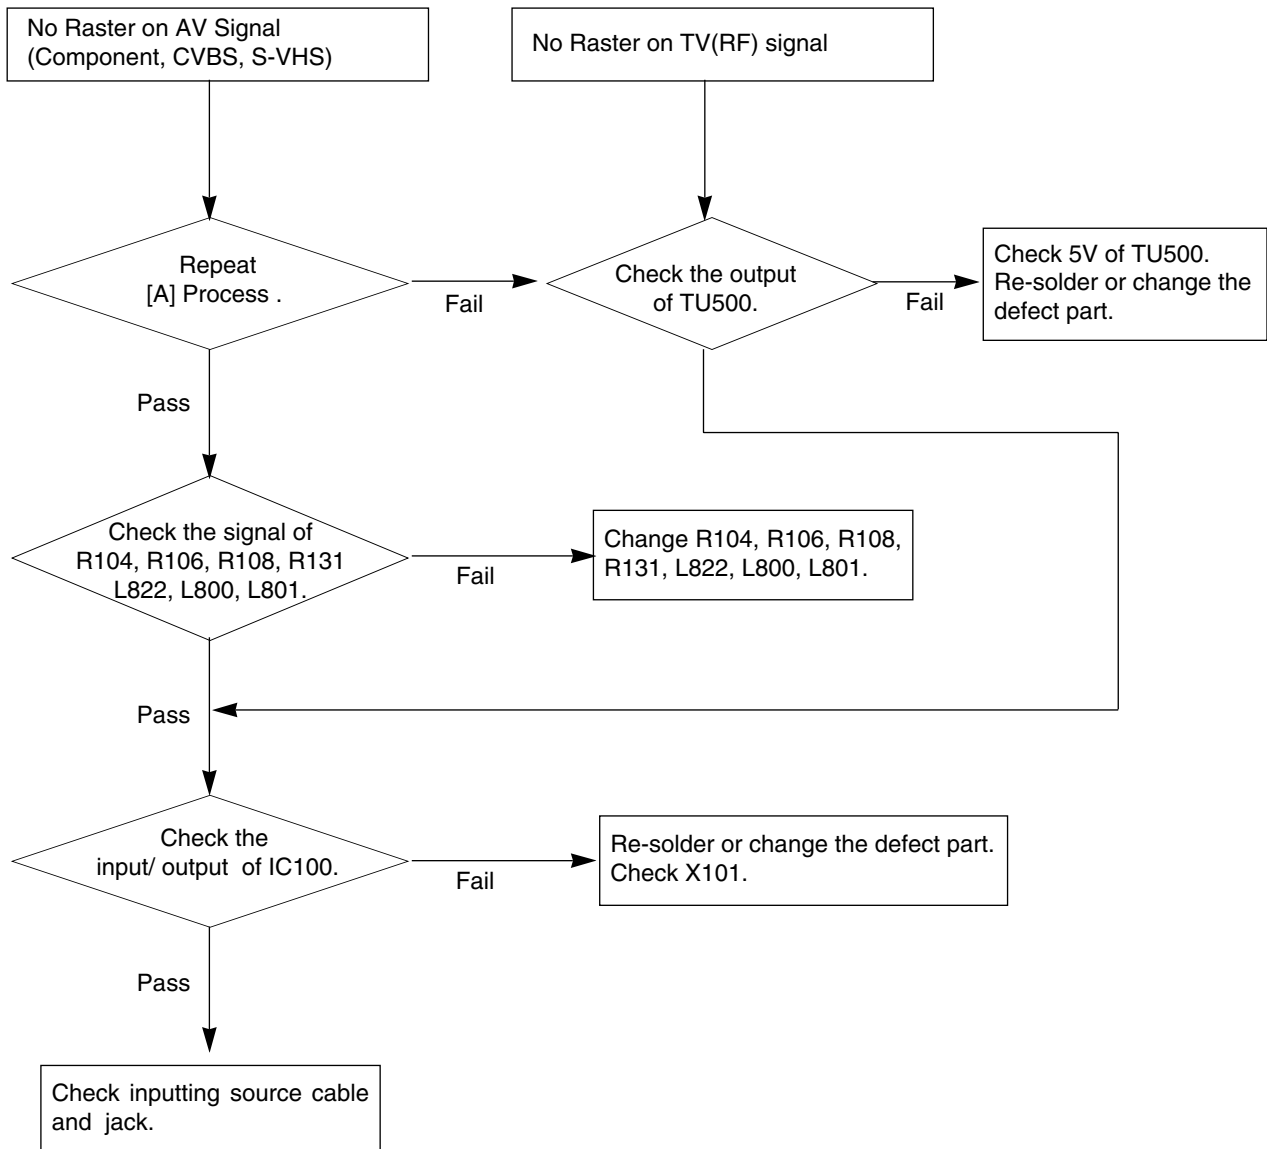 No Raster on AV Signal
(Component, CVBS, S-VHS)
No Raster on TV(RF) signal
Repeat
[A] Process .
Fail
Check the output
of TU500.
Fail
Check 5V of TU500.
Re-solder or change the
defect part.
Pass
Check the signal of
R104, R106, R108, R131
L822, L800, L801.
Fail
Change R104, R106, R108,
R131, L822, L800, L801.
Pass
Check the
input/ output of IC100.
Fail
Re-solder or change the defect part.
Check X101.
Pass
Check inputting source cable
and jack.